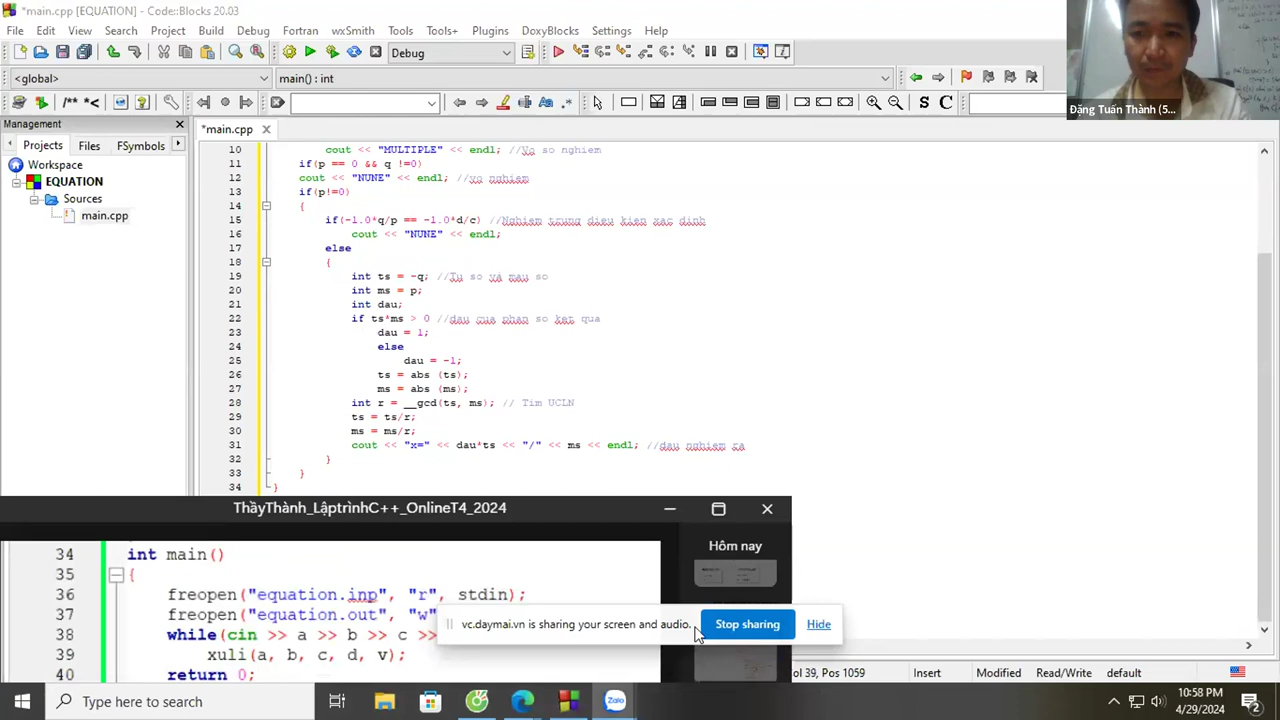 *main.cpp [EQUATION] - Code::Blocks 20.03
File Edit View Search Project Build Debug Fortran wxSmith Tools Tools+ Plugins DoxyBlocks Settings Help
Debug
<global>
main() : int
/** *<
S C
Đặng Tuấn Thành (5...
Management
Projects Files FSymbols
Workspace
EQUATION
Sources
main.cpp
*main.cpp
10 cout << "MULTIPLE" << endl; //Vo so nghiem
11 if(p == 0 && q !=0)
12 cout << "NUNE" << endl; //vo nghiem
13 if(p!=0)
14 {
15 if(-1.0*q/p == -1.0*d/c) //Nghiem trung dieu kien xac dinh
16 cout << "NUNE" << endl;
17 else
18 {
19 int ts = -q; //Tu so va mau so
20 int ms = p;
21 int dau;
22 if ts*ms > 0 //dau cua phan so ket qua
23 dau = 1;
24 else
25 dau = -1;
26 ts = abs (ts);
27 ms = abs (ms);
28 int r = __gcd(ts, ms); // Tim UCLN
29 ts = ts/r;
30 ms = ms/r;
31 cout << "x=" << dau*ts << "/" << ms << endl; //dau nghiem ra
32 }
33 }
34 }
ThầyThành_LậptrìnhC++_OnlineT4_2024
Hôm nay
34 int main()
35 {
36 freopen("equation.inp", "r", stdin);
37 freopen("equation.out", "w"
38 while(cin >> a >> b >> c >>
39 xuli(a, b, c, d, v);
40 return 0;
vc.daymai.vn is sharing your screen and audio.
Stop sharing
Hide
Col 39, Pos 1059 Insert Modified Read/Write default
Type here to search
10:58 PM
4/29/2024
2